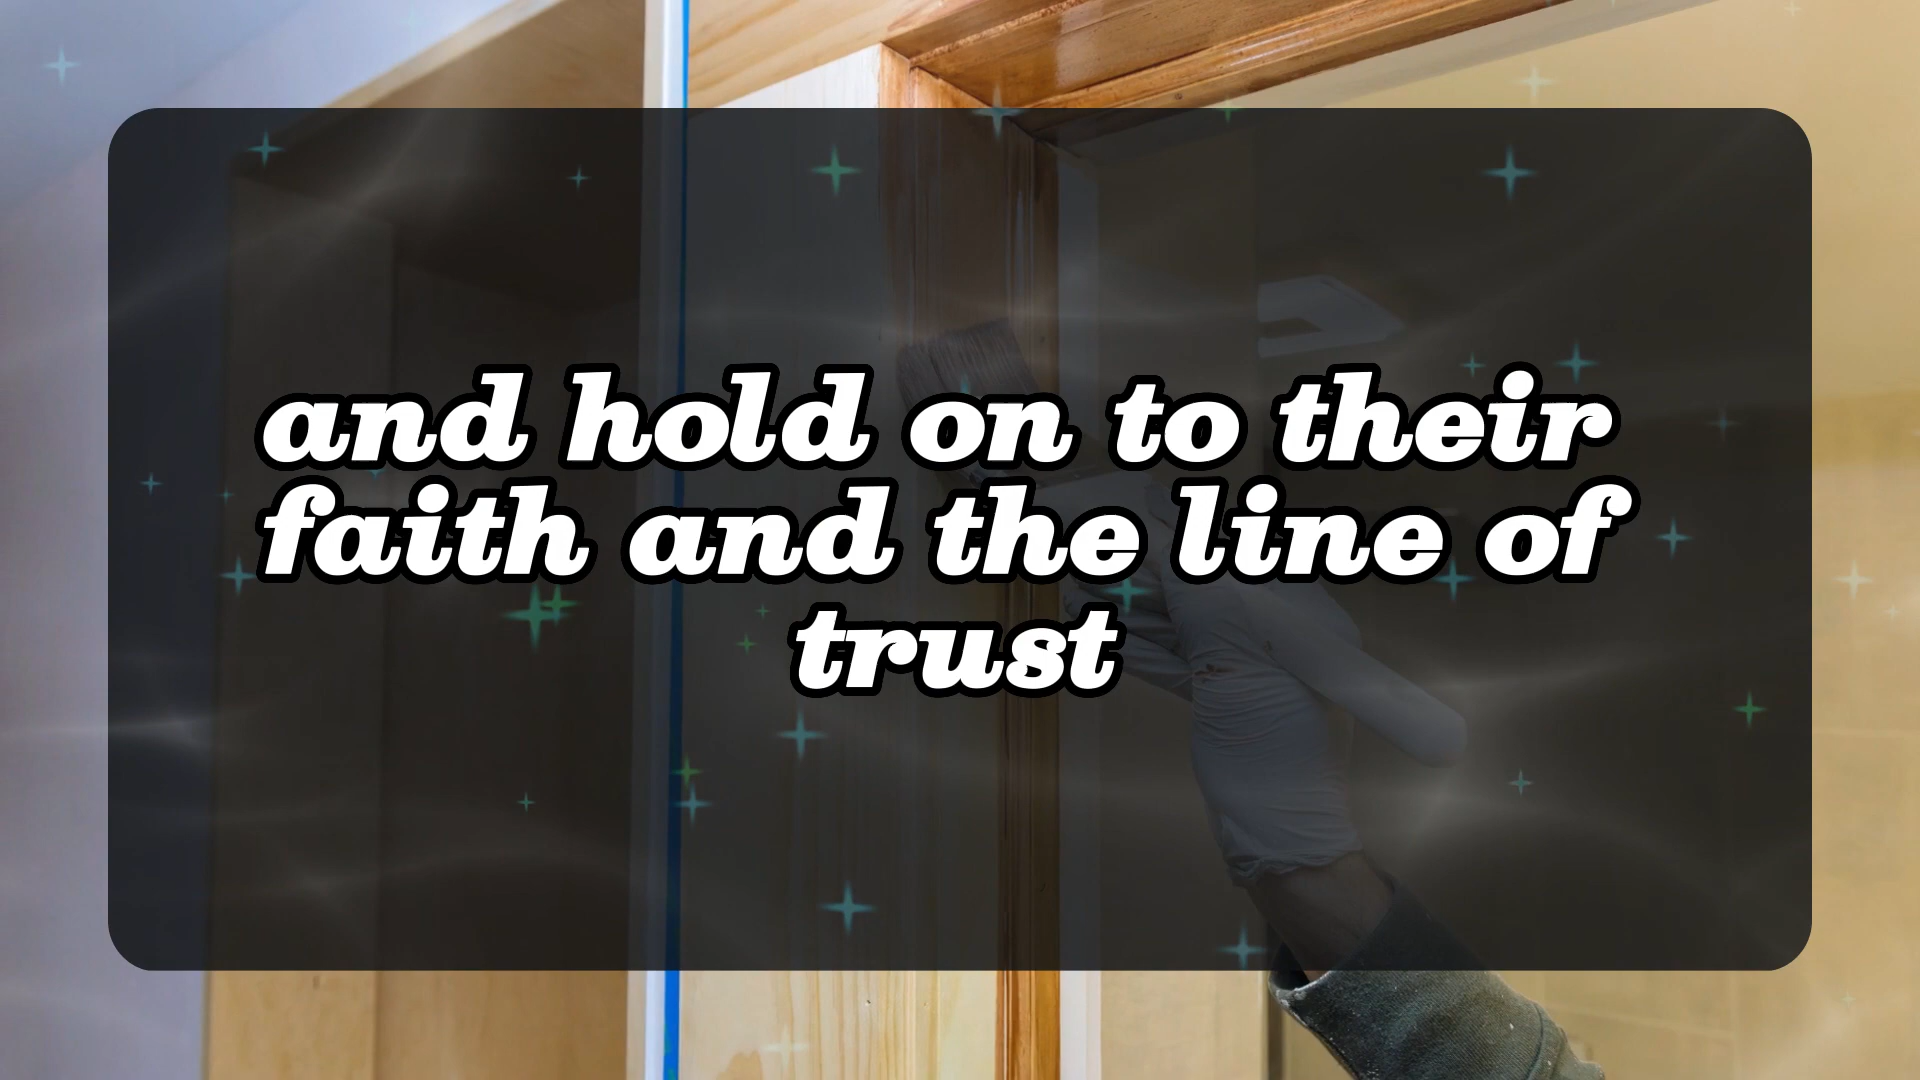 and hold on to their
faith and the line of
trust